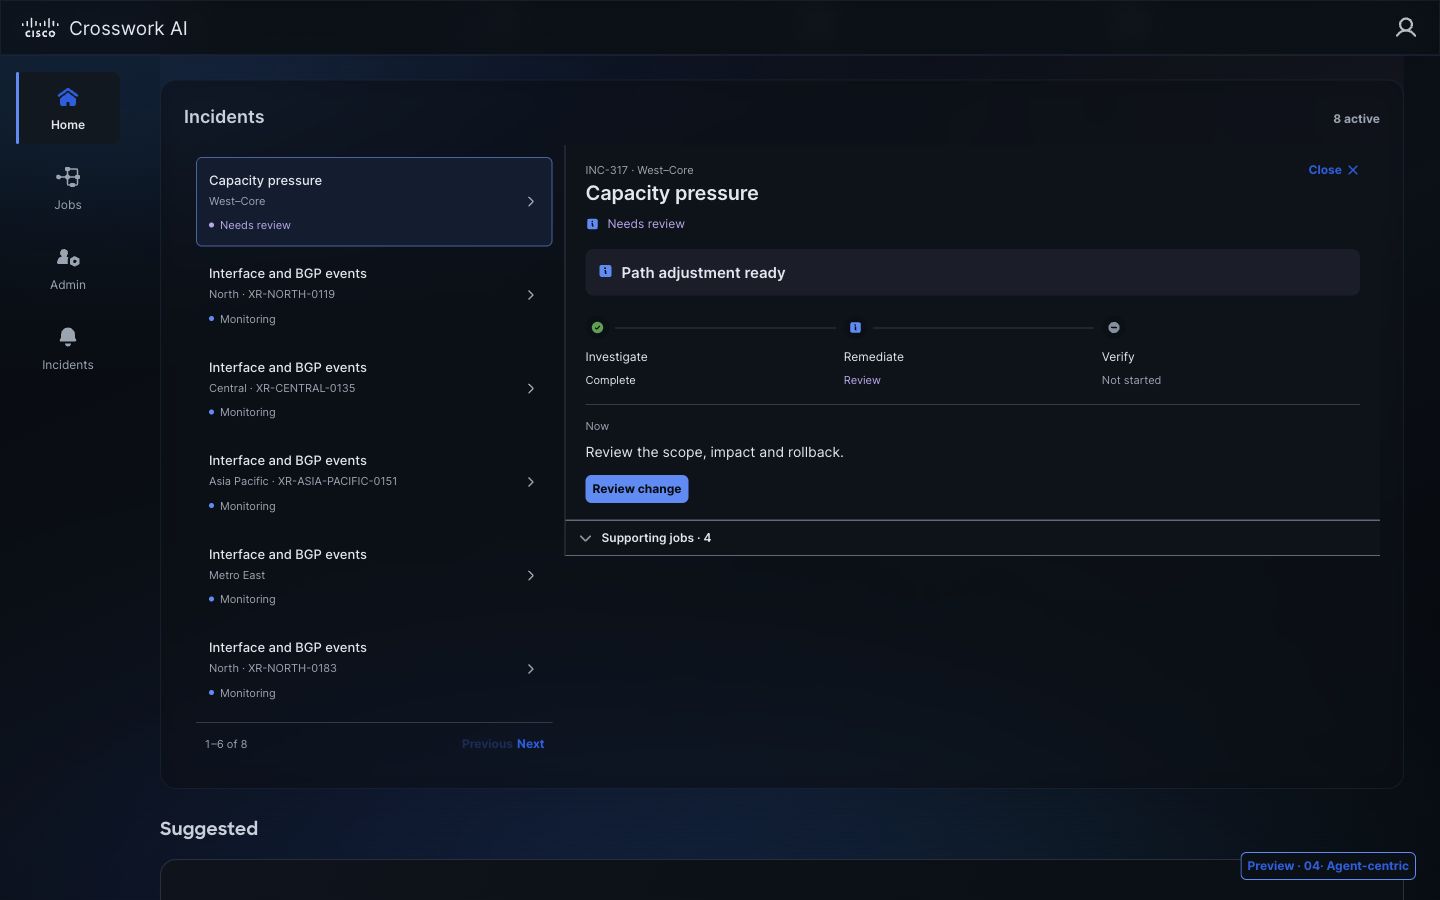 CISCO Crosswork AI
Home
Jobs
Admin
Incidents
Incidents
8 active
Capacity pressure
West–Core
Needs review
Interface and BGP events
North · XR-NORTH-0119
Monitoring
Interface and BGP events
Central · XR-CENTRAL-0135
Monitoring
Interface and BGP events
Asia Pacific · XR-ASIA-PACIFIC-0151
Monitoring
Interface and BGP events
Metro East
Monitoring
Interface and BGP events
North · XR-NORTH-0183
Monitoring
1–6 of 8
Previous Next
INC-317 · West–Core
Close
Capacity pressure
Needs review
Path adjustment ready
Investigate
Complete
Remediate
Review
Verify
Not started
Now
Review the scope, impact and rollback.
Review change
Supporting jobs · 4
Suggested
Preview · 04· Agent-centric